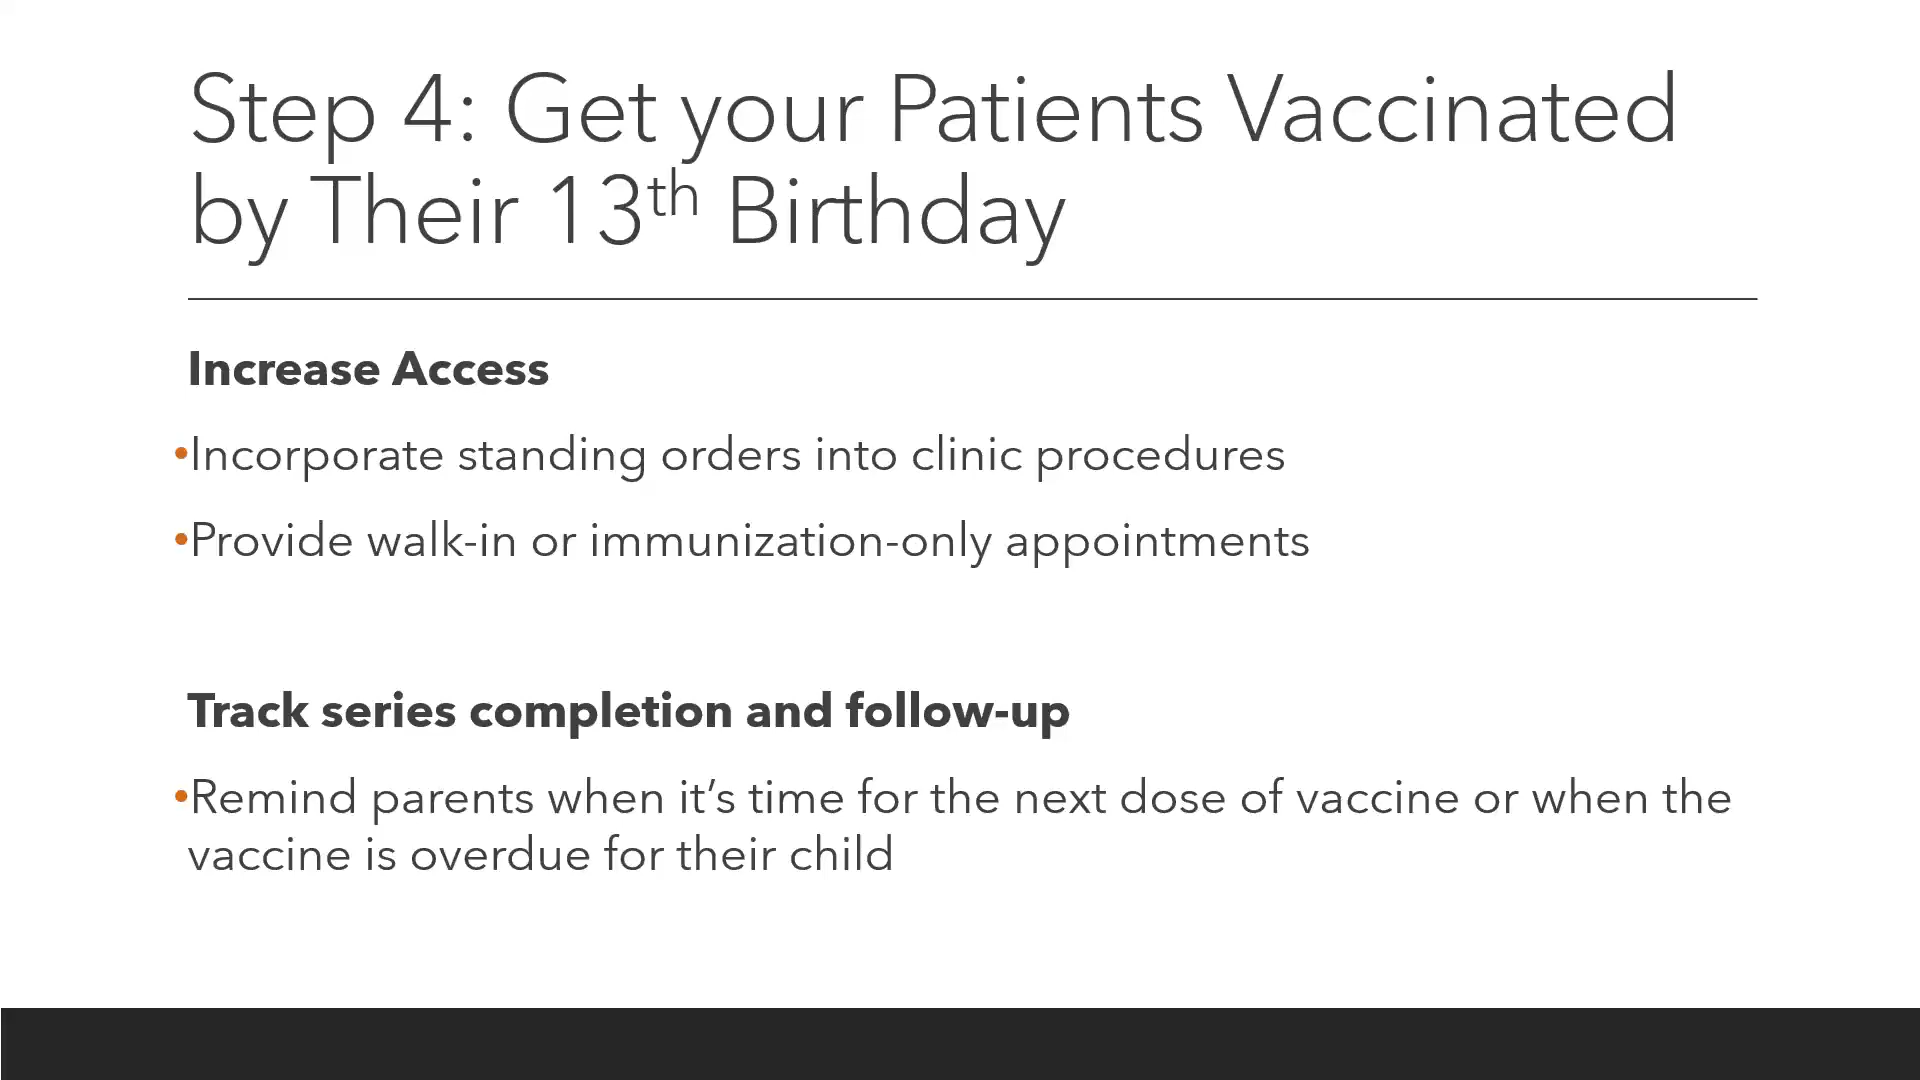 Step 4: Get your Patients Vaccinated
by Their 13th Birthday
Increase Access
•Incorporate standing orders into clinic procedures
•Provide walk-in or immunization-only appointments
Track series completion and follow-up
•Remind parents when it’s time for the next dose of vaccine or when the
vaccine is overdue for their child